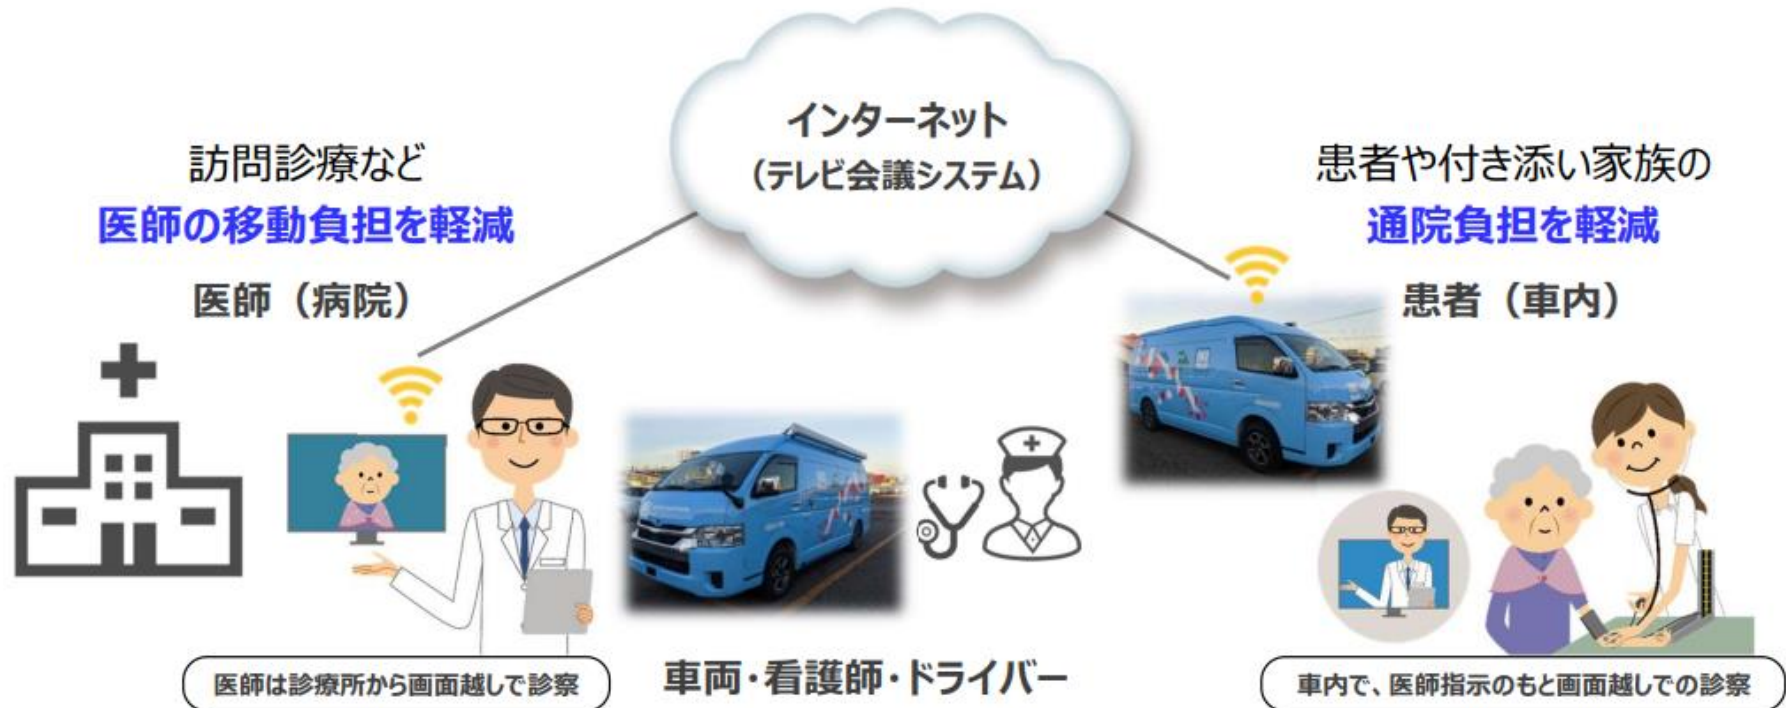 インターネット
（テレビ会議システム）
訪問診療など
医師の移動負担を軽減
医師（病院）
患者や付き添い家族の
通院負担を軽減
患者（車内）
医師は診療所から画面越しで診察
車両・看護師・ドライバー
車内で、医師指示のもと画面越しでの診察